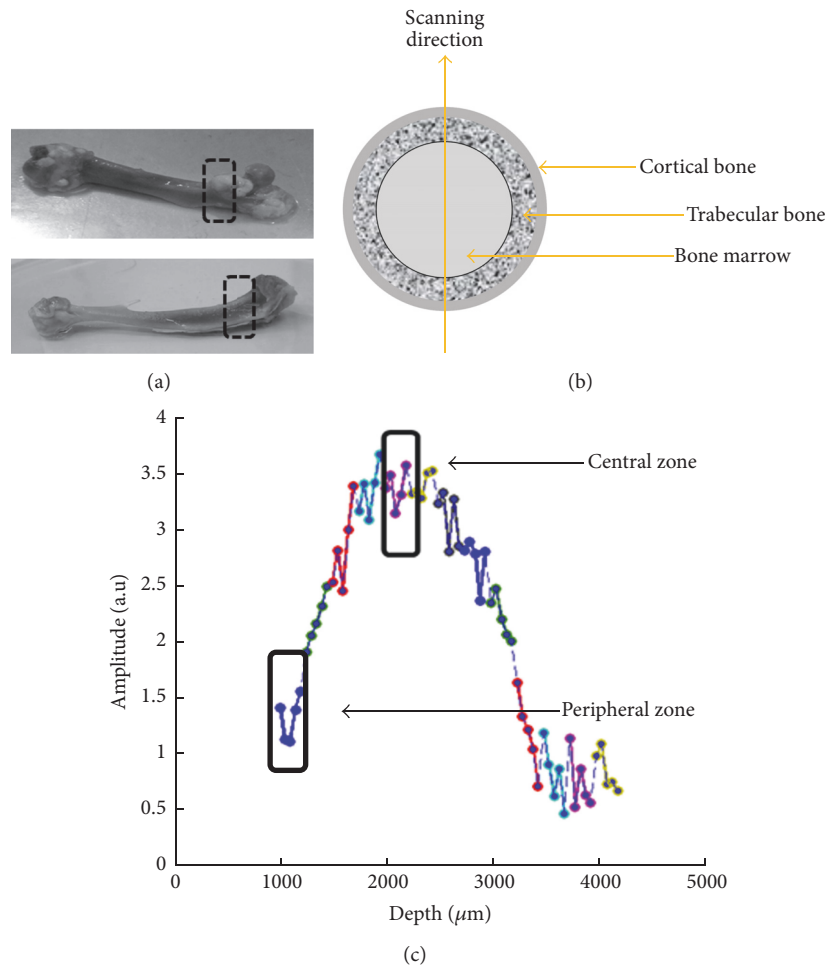 Scanning
direction
Cortical bone
Trabecular bone
Bone marrow
(a)
(b)
4
3.5
3
2.5
2
1.5
1
0.5
0
Amplitude (a.u)
Central zone
Peripheral zone
0 1000 2000 3000 4000 5000
Depth (μm)
(c)